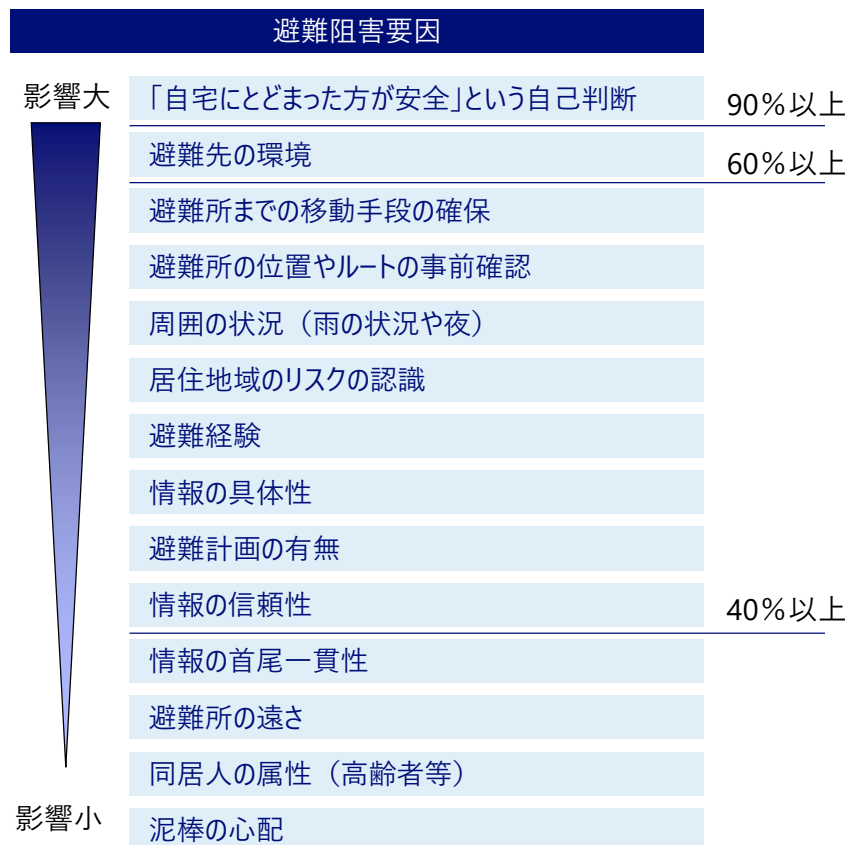 避難阻害要因
影響大
「自宅にとどまった方が安全」という自己判断
90％以上
避難先の環境
60％以上
避難所までの移動手段の確保
避難所の位置やルートの事前確認
周囲の状況（雨の状況や夜）
居住地域のリスクの認識
避難経験
情報の具体性
避難計画の有無
情報の信頼性
40％以上
情報の首尾一貫性
避難所の遠さ
同居人の属性（高齢者等）
影響小
泥棒の心配